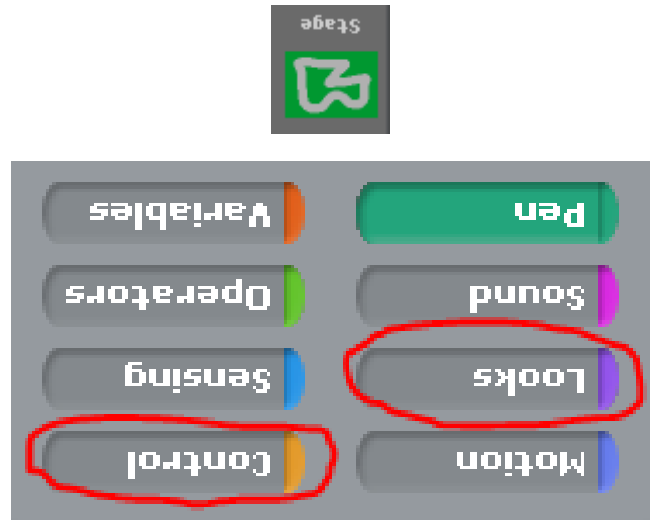 Motion Control
Looks Sensing
Sound Operators
Pen Variables
Stage